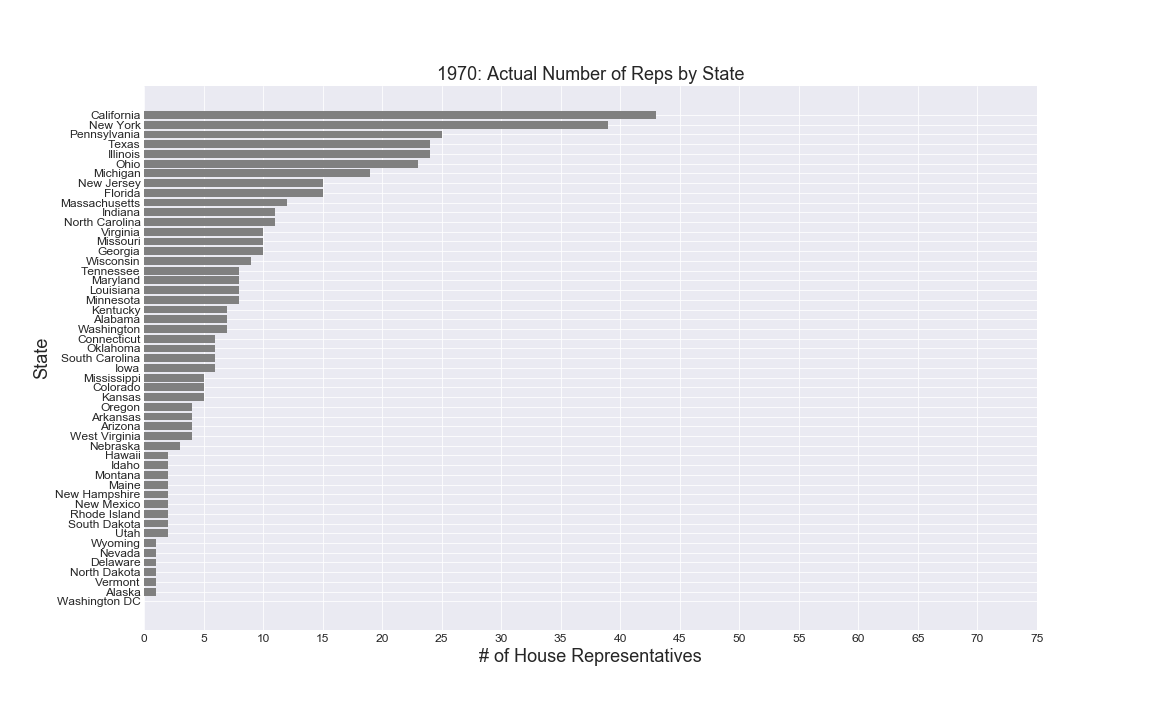 1970: Actual Number of Reps by State
California
New York
Pennsylvania
Texas
Illinois
Ohio
Michigan
New Jersey
Florida
Massachusetts
Indiana
North Carolina
Virginia
Missouri
Georgia
Wisconsin
Tennessee
Maryland
Louisiana
Minnesota
Kentucky
Alabama
Washington
Connecticut
Oklahoma
South Carolina
Iowa
Mississippi
Colorado
Kansas
Oregon
Arkansas
Arizona
West Virginia
Nebraska
Hawaii
Idaho
Montana
Maine
New Hampshire
New Mexico
Rhode Island
South Dakota
Utah
Wyoming
Nevada
Delaware
North Dakota
Vermont
Alaska
Washington DC
State
0 5 10 15 20 25 30 35 40 45 50 55 60 65 70 75
# of House Representatives